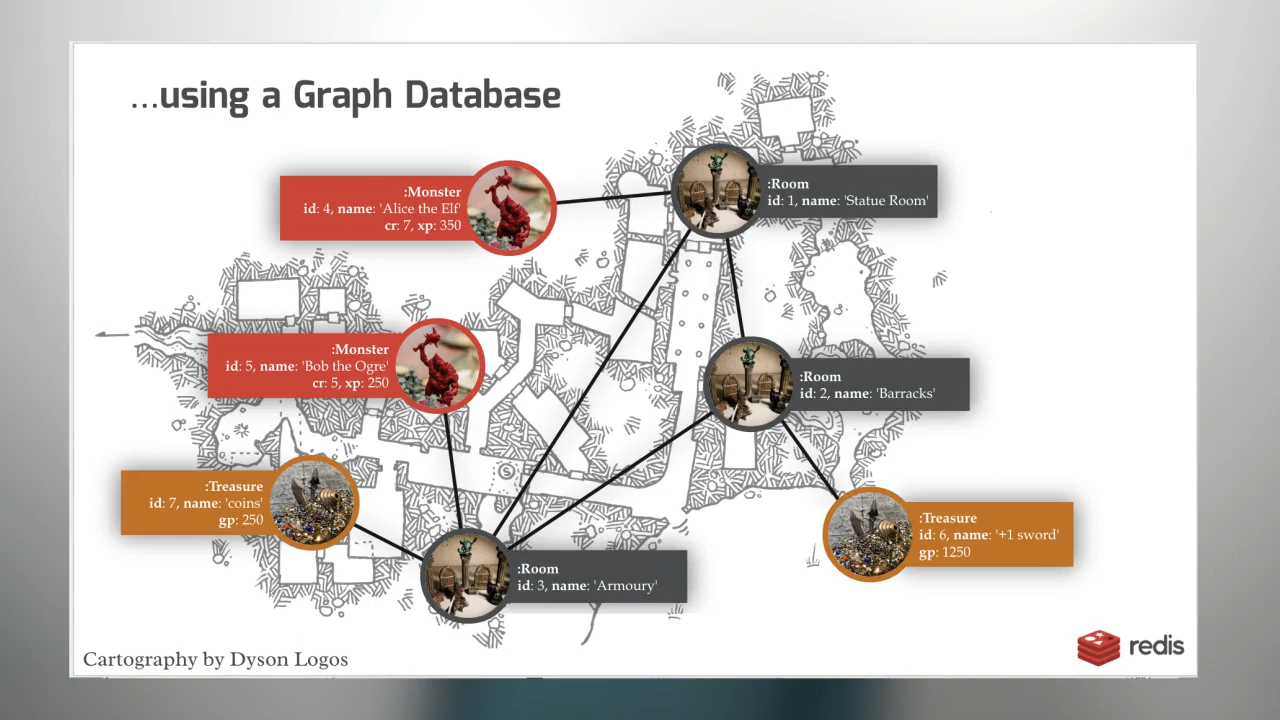 ...using a Graph Database
:Monster
id: 4, name: 'Alice the Elf'
cr: 7, xp: 350
:Room
id: 1, name: 'Statue Room'
:Monster
id: 5, name: 'Bob the Ogre'
cr: 5, xp: 250
:Room
id: 2, name: 'Barracks'
:Treasure
id: 7, name: 'coins'
gp: 250
:Treasure
id: 6, name: '+1 sword'
gp: 1250
:Room
id: 3, name: 'Armoury'
Cartography by Dyson Logos
redis